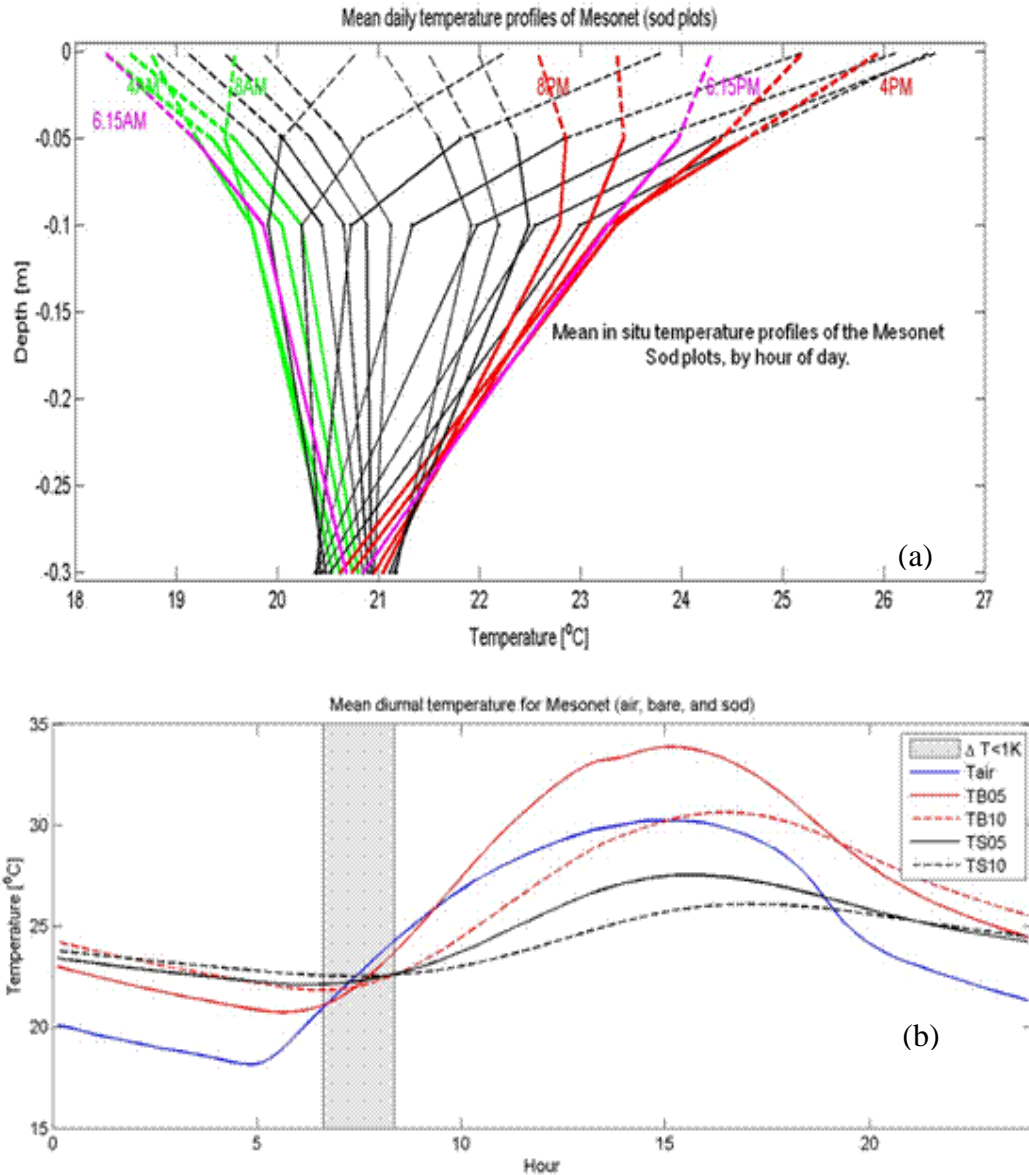 Mean daily temperature profiles of Mesonet (sod plots)
0
-0.05
-0.1
-0.15
-0.2
-0.25
-0.3
Depth [m]
4AM
8AM
6.15AM
8PM
6.15PM
4PM
Mean in situ temperature profiles of the Mesonet
Sod plots, by hour of day.
(a)
18 19 20 21 22 23 24 25 26 27
Temperature [°C]
Mean diurnal temperature for Mesonet (air, bare, and sod)
35
30
25
20
15
Temperature [°C]
Δ T<1K
Tair
TB05
TB10
TS05
TS10
(b)
0 5 10 15 20
Hour